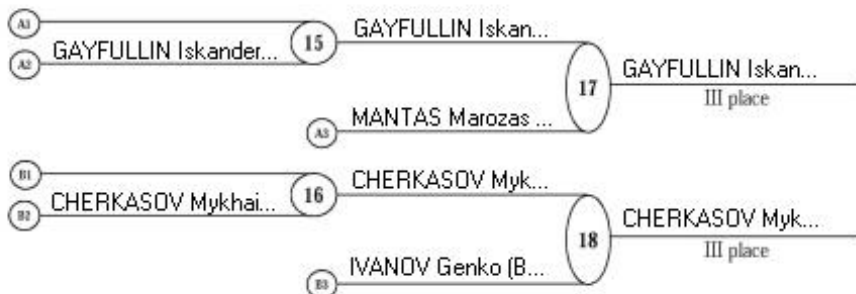 A1
GAYFULLIN Iskan...
15
GAYFULLIN Iskander...
A2
GAYFULLIN Iskan...
17
III place
MANTAS Marozas ...
A3
B1
CHERKASOV Myk...
16
CHERKASOV Mykhai...
B2
CHERKASOV Myk...
18
III place
IVANOV Genko (B...
B3